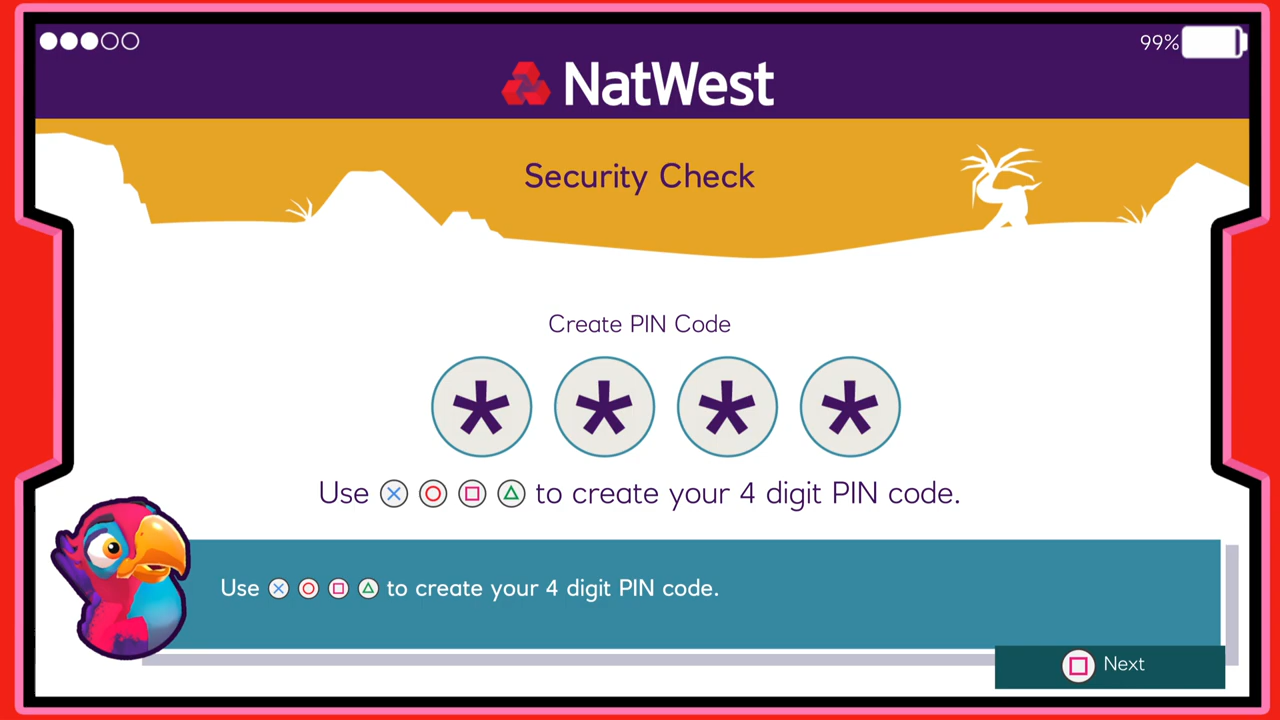 99%
NatWest
Security Check
Create PIN Code
* * * *
Use Ⓧ Ⓞ □ △ to create your 4 digit PIN code.
Use Ⓧ Ⓞ □ △ to create your 4 digit PIN code.
□ Next